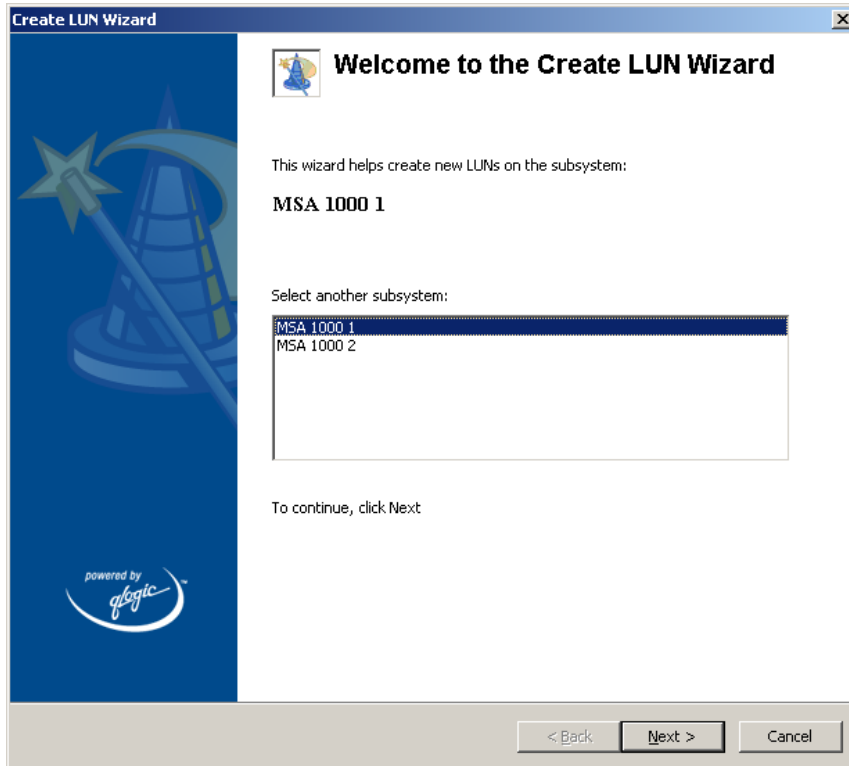 Create LUN Wizard
Welcome to the Create LUN Wizard
This wizard helps create new LUNs on the subsystem:
MSA 1000 1
Select another subsystem:
MSA 1000 1
MSA 1000 2
To continue, click Next
powered by
qlogic™
< Back
Next >
Cancel